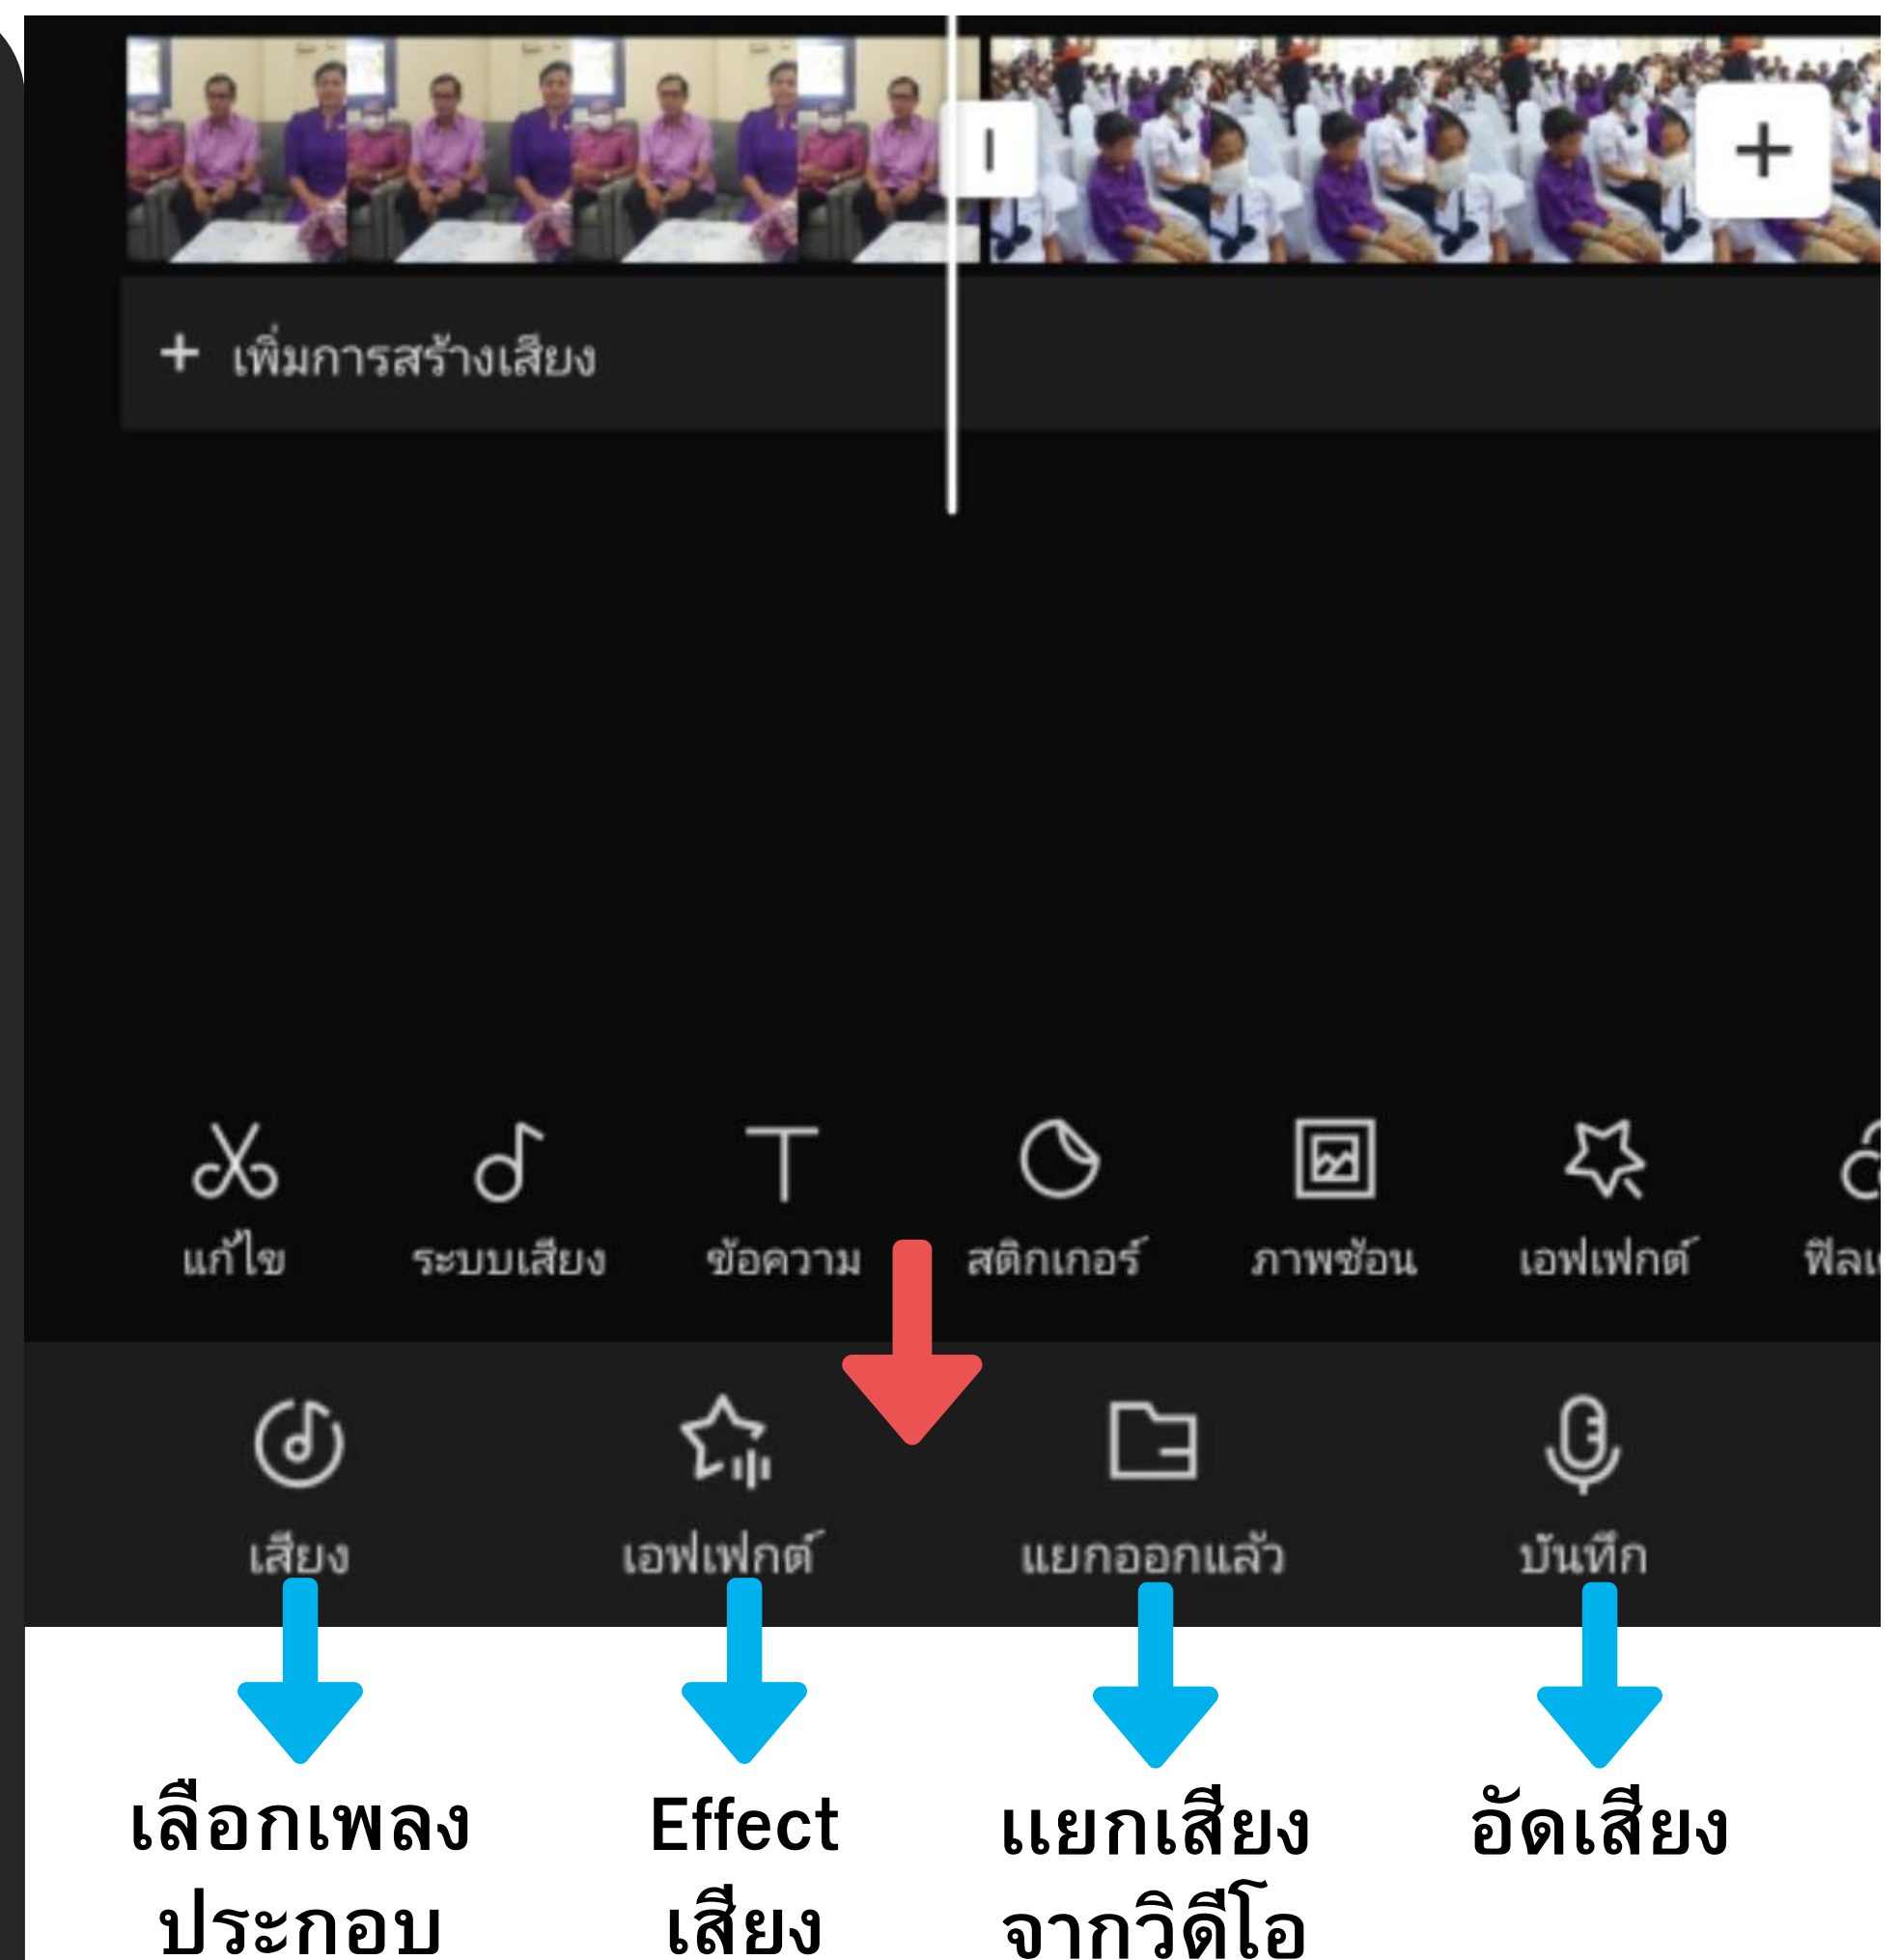 + เพิ่มการสร้างเสียง
แก้ไข ระบบเสียง ข้อความ สติกเกอร์ ภาพซ้อน เอฟเฟกต์
เสียง เอฟเฟกต์ แยกออกแล้ว บันทึก
เลือกเพลง Effect แยกเสียง อัดเสียง
ประกอบ เสียง จากวิดีโอ